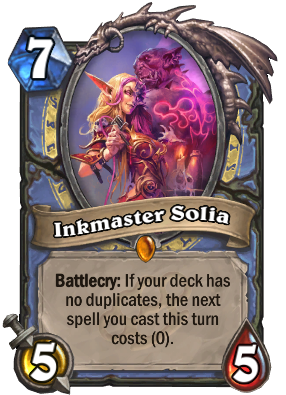 7
Inkmaster Solia
Battlecry: If your deck has
no duplicates, the next
spell you cast this turn
costs (0).
5
5